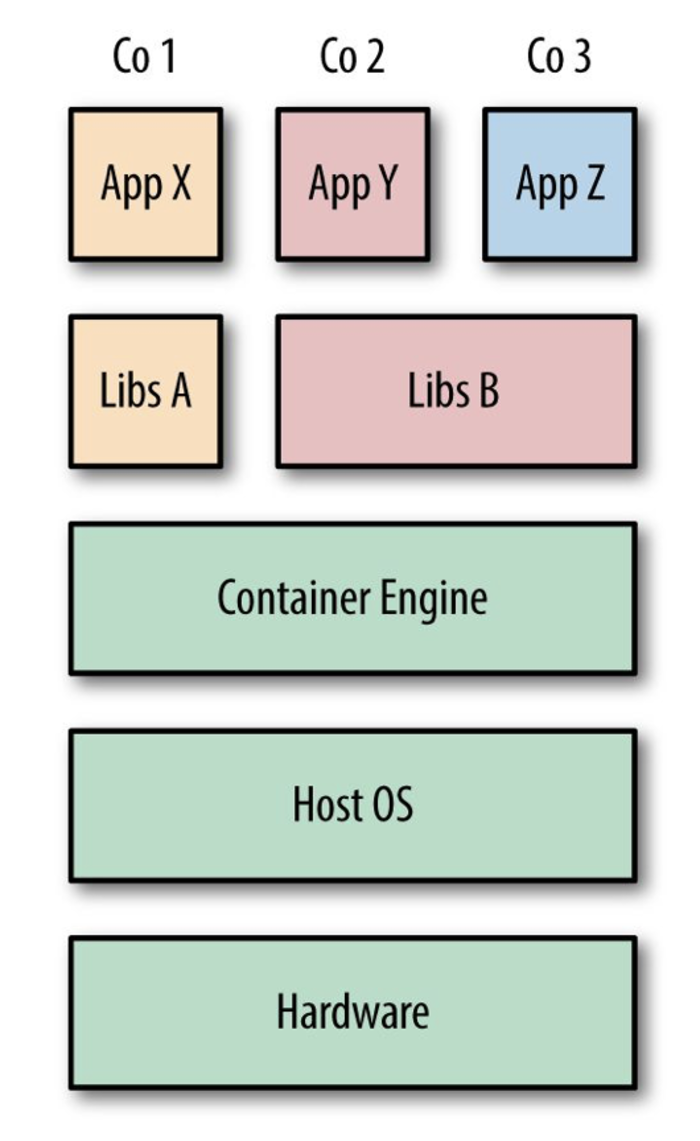 Co 1 Co 2 Co 3
App X App Y App Z
Libs A Libs B
Container Engine
Host OS
Hardware